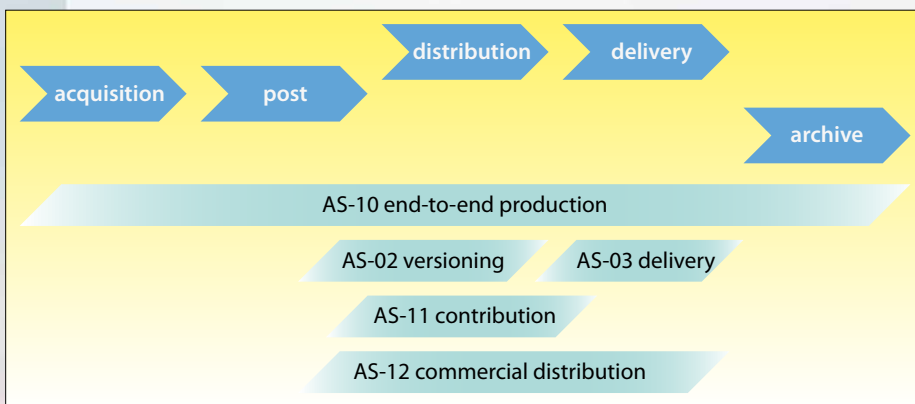 distribution
delivery
acquisition
post
archive
AS-10 end-to-end production
AS-02 versioning
AS-03 delivery
AS-11 contribution
AS-12 commercial distribution